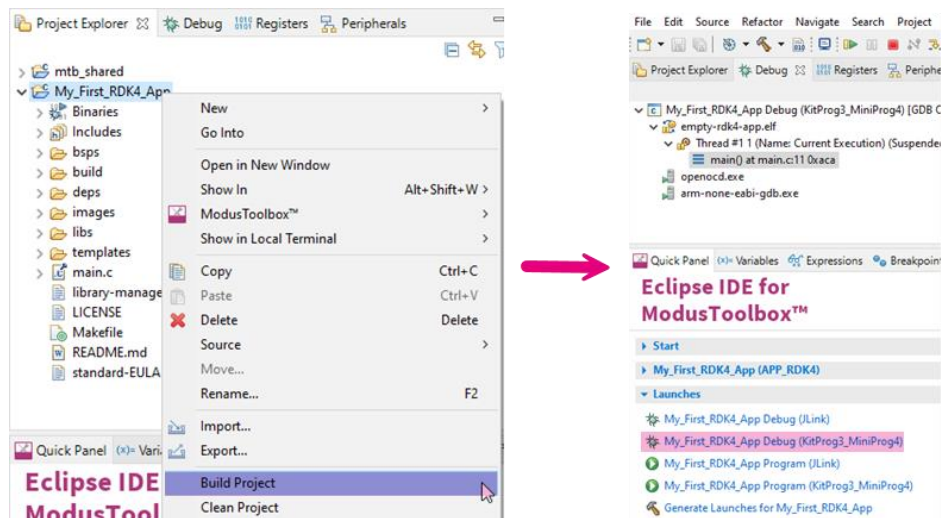 Project Explorer Debug Registers Peripherals
mtb_shared
My_First_RDK4_App
Binaries
Includes
bsps
build
deps
images
libs
templates
main.c
library-manage
LICENSE
Makefile
README.md
standard-EULA
Quick Panel (x)= Vari
Eclipse IDE
ModusTool
New
Go Into
Open in New Window
Show In Alt+Shift+W
ModusToolbox™
Show in Local Terminal
Copy Ctrl+C
Paste Ctrl+V
Delete Delete
Source
Move...
Rename... F2
Import...
Export...
Build Project
Clean Project
File Edit Source Refactor Navigate Search Project
Project Explorer Debug Registers Periphe
My_First_RDK4_App Debug (KitProg3_MiniProg4) [GDB
empty-rdk4-app.elf
Thread #1 1 (Name: Current Execution) (Suspende
main() at main.c:11 0xaca
openocd.exe
arm-none-eabi-gdb.exe
Quick Panel (x)= Variables Expressions Breakpoint
Eclipse IDE for
ModusToolbox™
Start
My_First_RDK4_App (APP_RDK4)
Launches
My_First_RDK4_App Debug (JLink)
My_First_RDK4_App Debug (KitProg3_MiniProg4)
My_First_RDK4_App Program (JLink)
My_First_RDK4_App Program (KitProg3_MiniProg4)
Generate Launches for My_First_RDK4_App